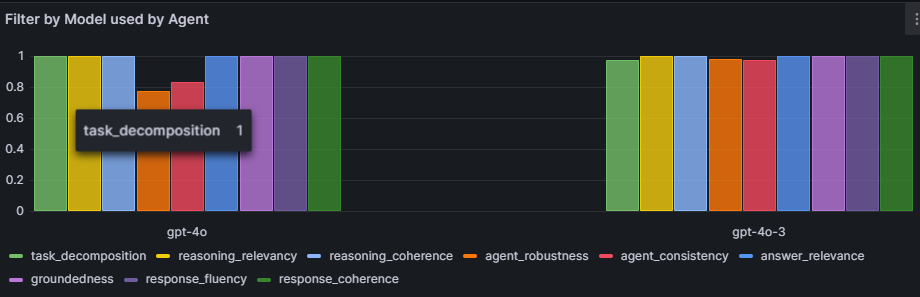 Filter by Model used by Agent
1
0.8
0.6
0.4
0.2
0
task_decomposition 1
gpt-4o gpt-4o-3
task_decomposition reasoning_relevancy reasoning_coherence agent_robustness agent_consistency answer_relevance
groundedness response_fluency response_coherence